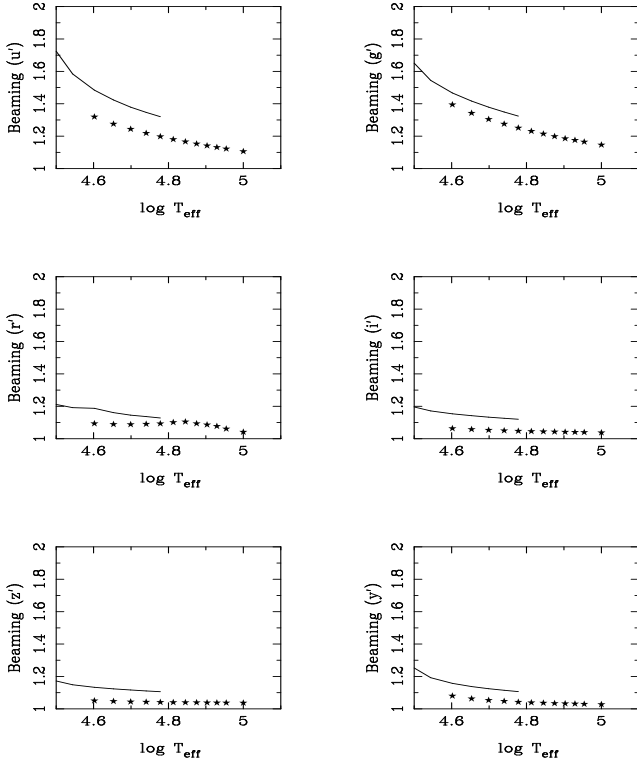 Beaming (u')
1 1.2 1.4 1.6 1.8 2
4.6 4.8 5
log T_eff
Beaming (g')
1 1.2 1.4 1.6 1.8 2
4.6 4.8 5
log T_eff
Beaming (r')
1 1.2 1.4 1.6 1.8 2
4.6 4.8 5
log T_eff
Beaming (i')
1 1.2 1.4 1.6 1.8 2
4.6 4.8 5
log T_eff
Beaming (z')
1 1.2 1.4 1.6 1.8 2
4.6 4.8 5
log T_eff
Beaming (y')
1 1.2 1.4 1.6 1.8 2
4.6 4.8 5
log T_eff